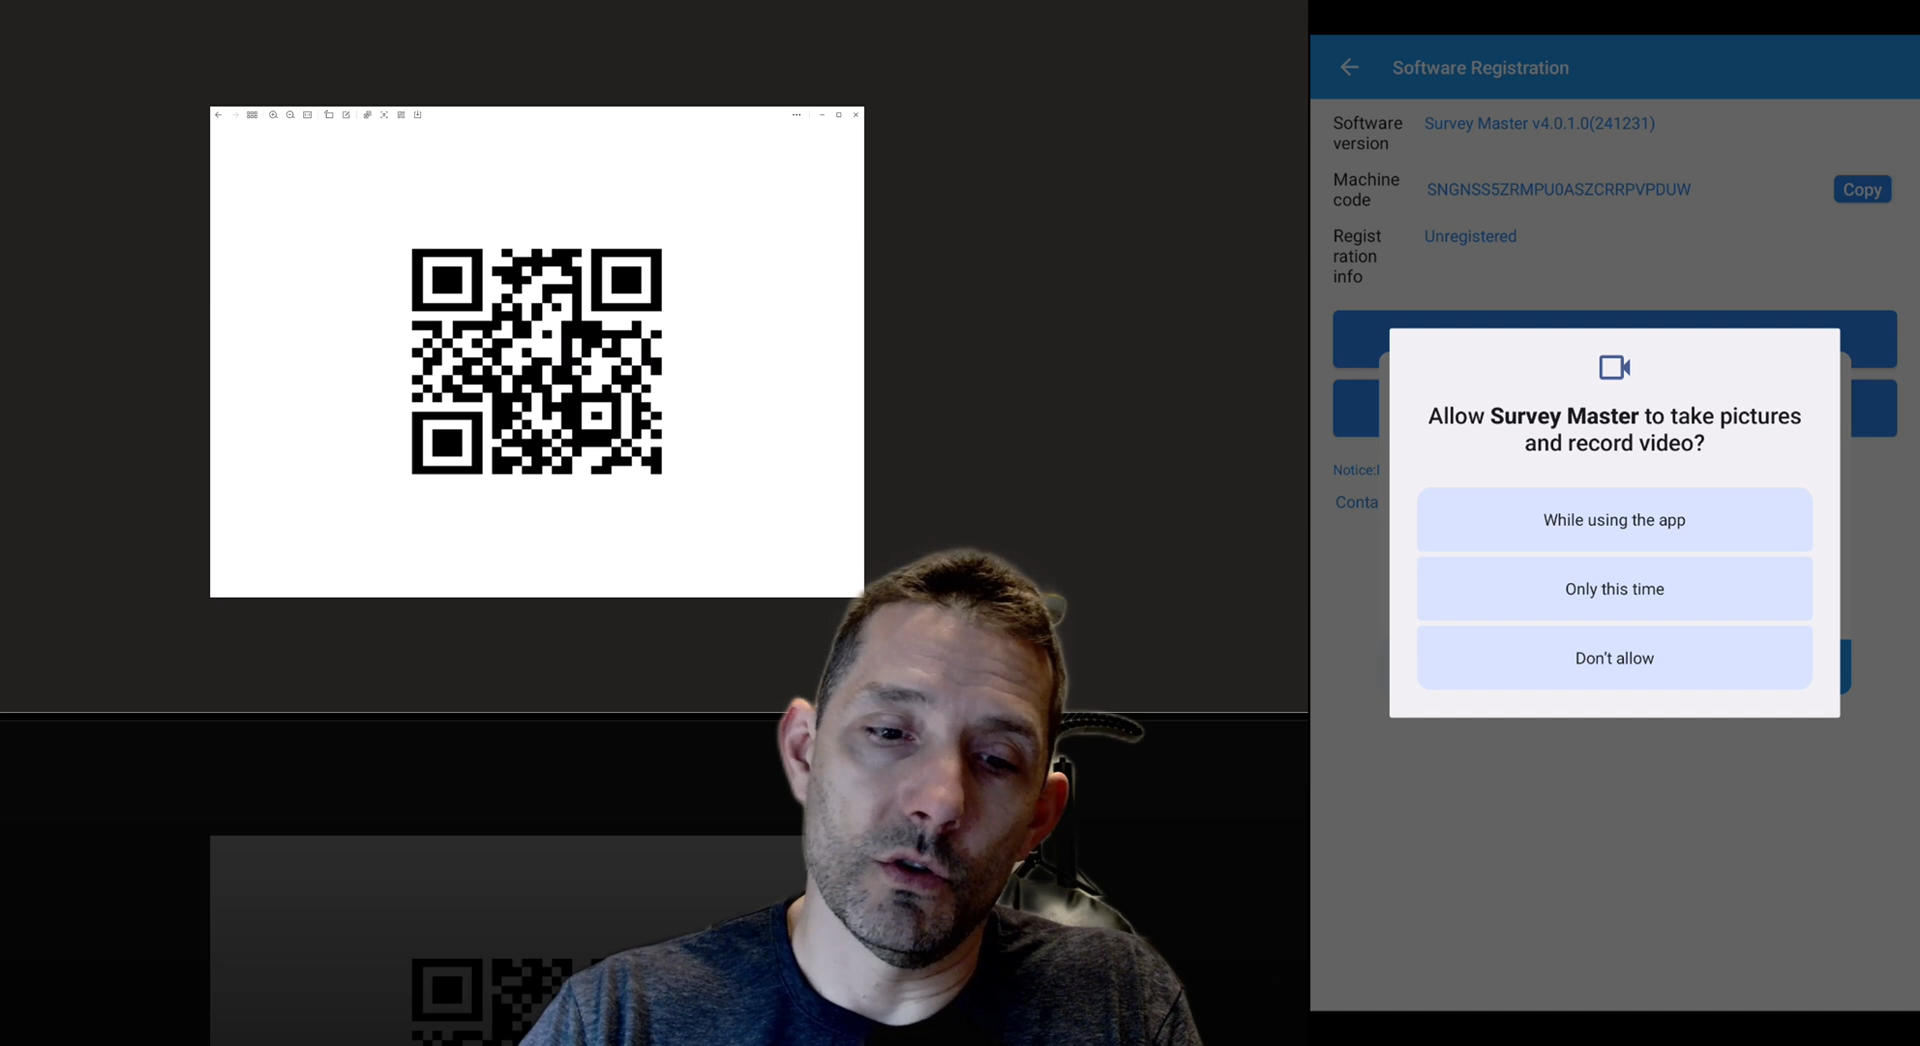 Software Registration
Software
version
Survey Master v4.0.1.0(241231)
Machine
code
SNGNSS5ZRMPU0ASZCRRPVPDUW
Copy
Regist
ration
info
Unregistered
Allow Survey Master to take pictures
and record video?
While using the app
Only this time
Don't allow
Notice:
Conta